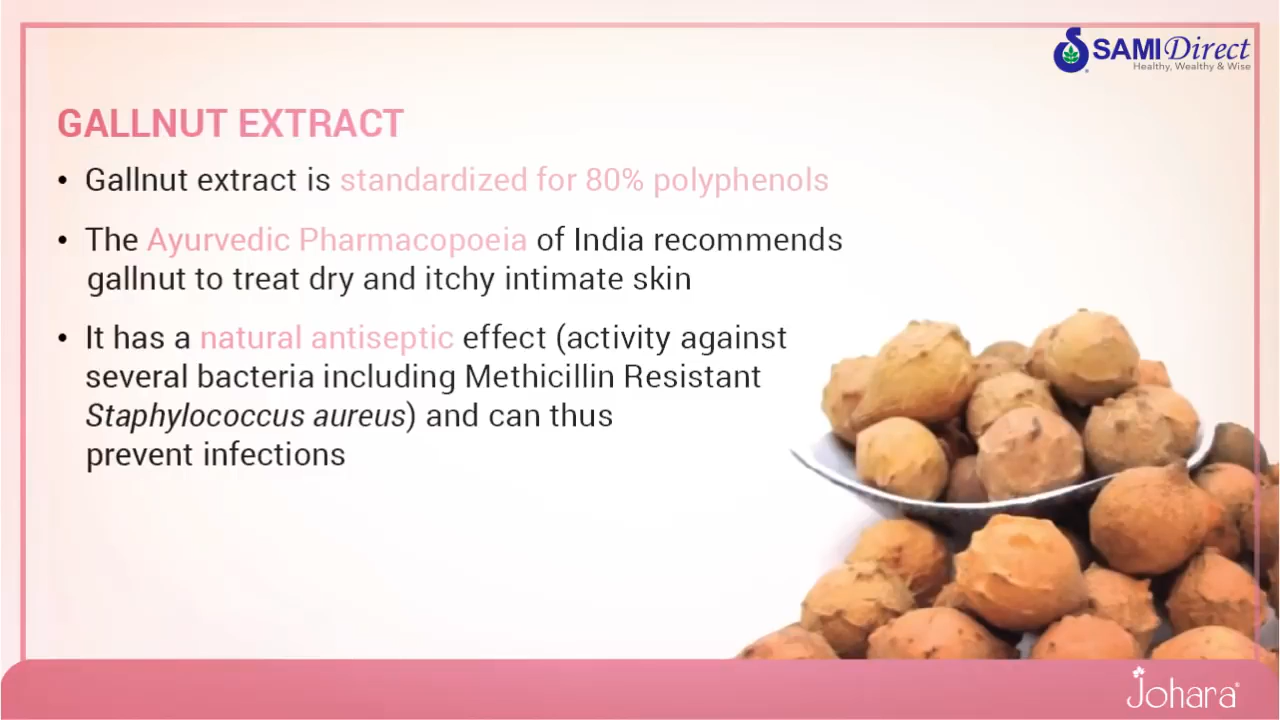 SAMI Direct
Healthy, Wealthy & Wise
GALLNUT EXTRACT
• Gallnut extract is standardized for 80% polyphenols
• The Ayurvedic Pharmacopoeia of India recommends
gallnut to treat dry and itchy intimate skin
• It has a natural antiseptic effect (activity against
several bacteria including Methicillin Resistant
Staphylococcus aureus) and can thus
prevent infections
Johara®